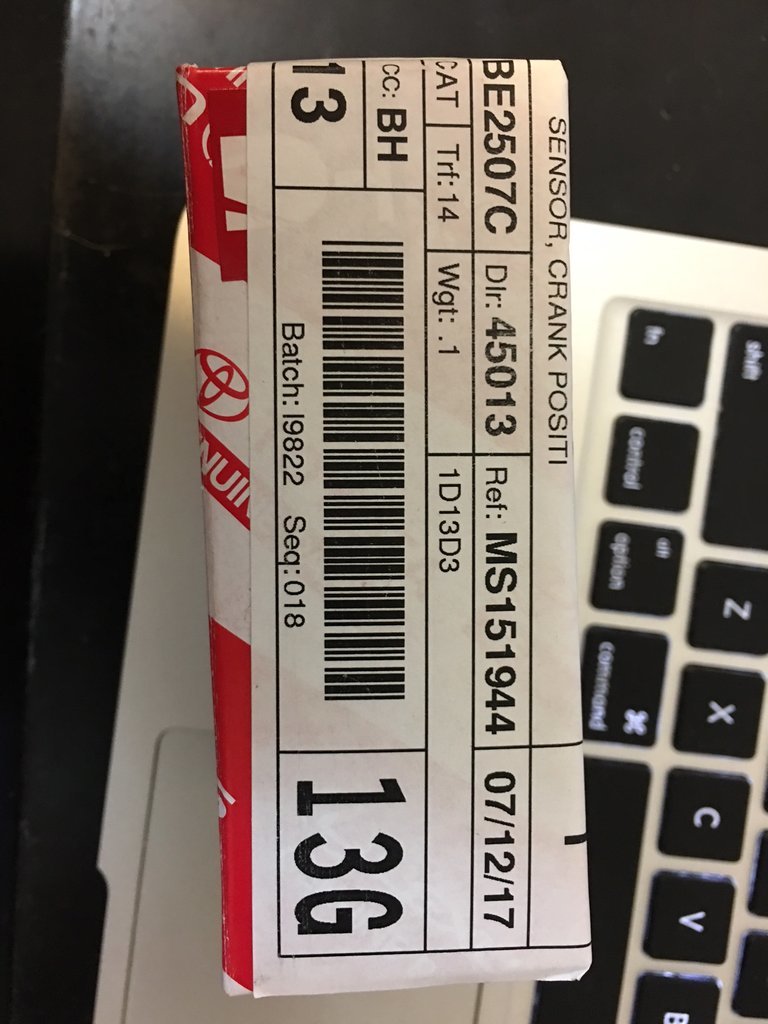 SENSOR, CRANK POSITI
BE2507C Dlr: 45013 Ref: MS151944 07/12/17
CAT Trf: 14 Wgt: .1 1D13D3
CC: BH
13
Batch: I9822 Seq: 018
13G
fn
shift
control
alt
option
command ⌘
Z
X
C
V
B